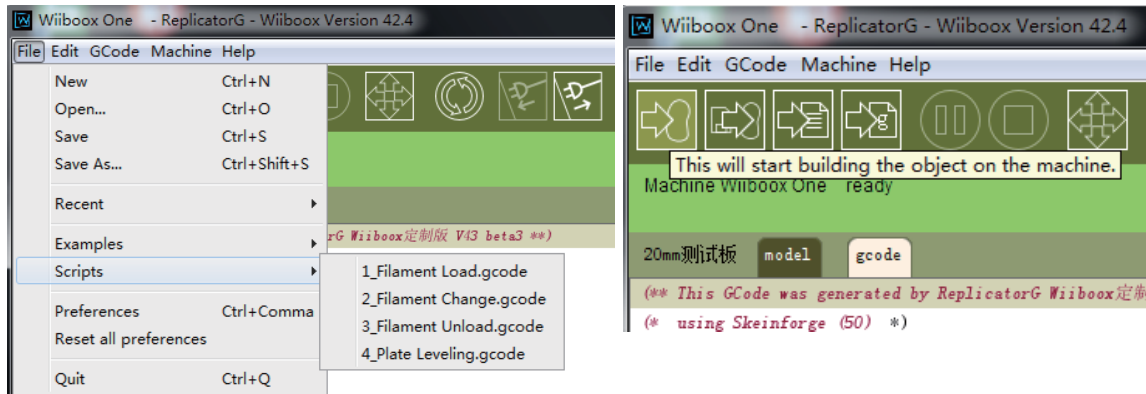 Wiiboox One - ReplicatorG - Wiiboox Version 42.4
File Edit GCode Machine Help
New Ctrl+N
Open... Ctrl+O
Save Ctrl+S
Save As... Ctrl+Shift+S
Recent
Examples
Scripts
Preferences Ctrl+Comma
Reset all preferences
Quit Ctrl+Q
rG Wiiboox定制版 V43 beta3 **)
1_Filament Load.gcode
2_Filament Change.gcode
3_Filament Unload.gcode
4_Plate Leveling.gcode
Wiiboox One - ReplicatorG - Wiiboox Version 42.4
File Edit GCode Machine Help
g
This will start building the object on the machine.
Machine Wiiboox One ready
20mm测试板 model gcode
(** This GCode was generated by ReplicatorG Wiiboox定制
(* using Skeinforge (50) *)